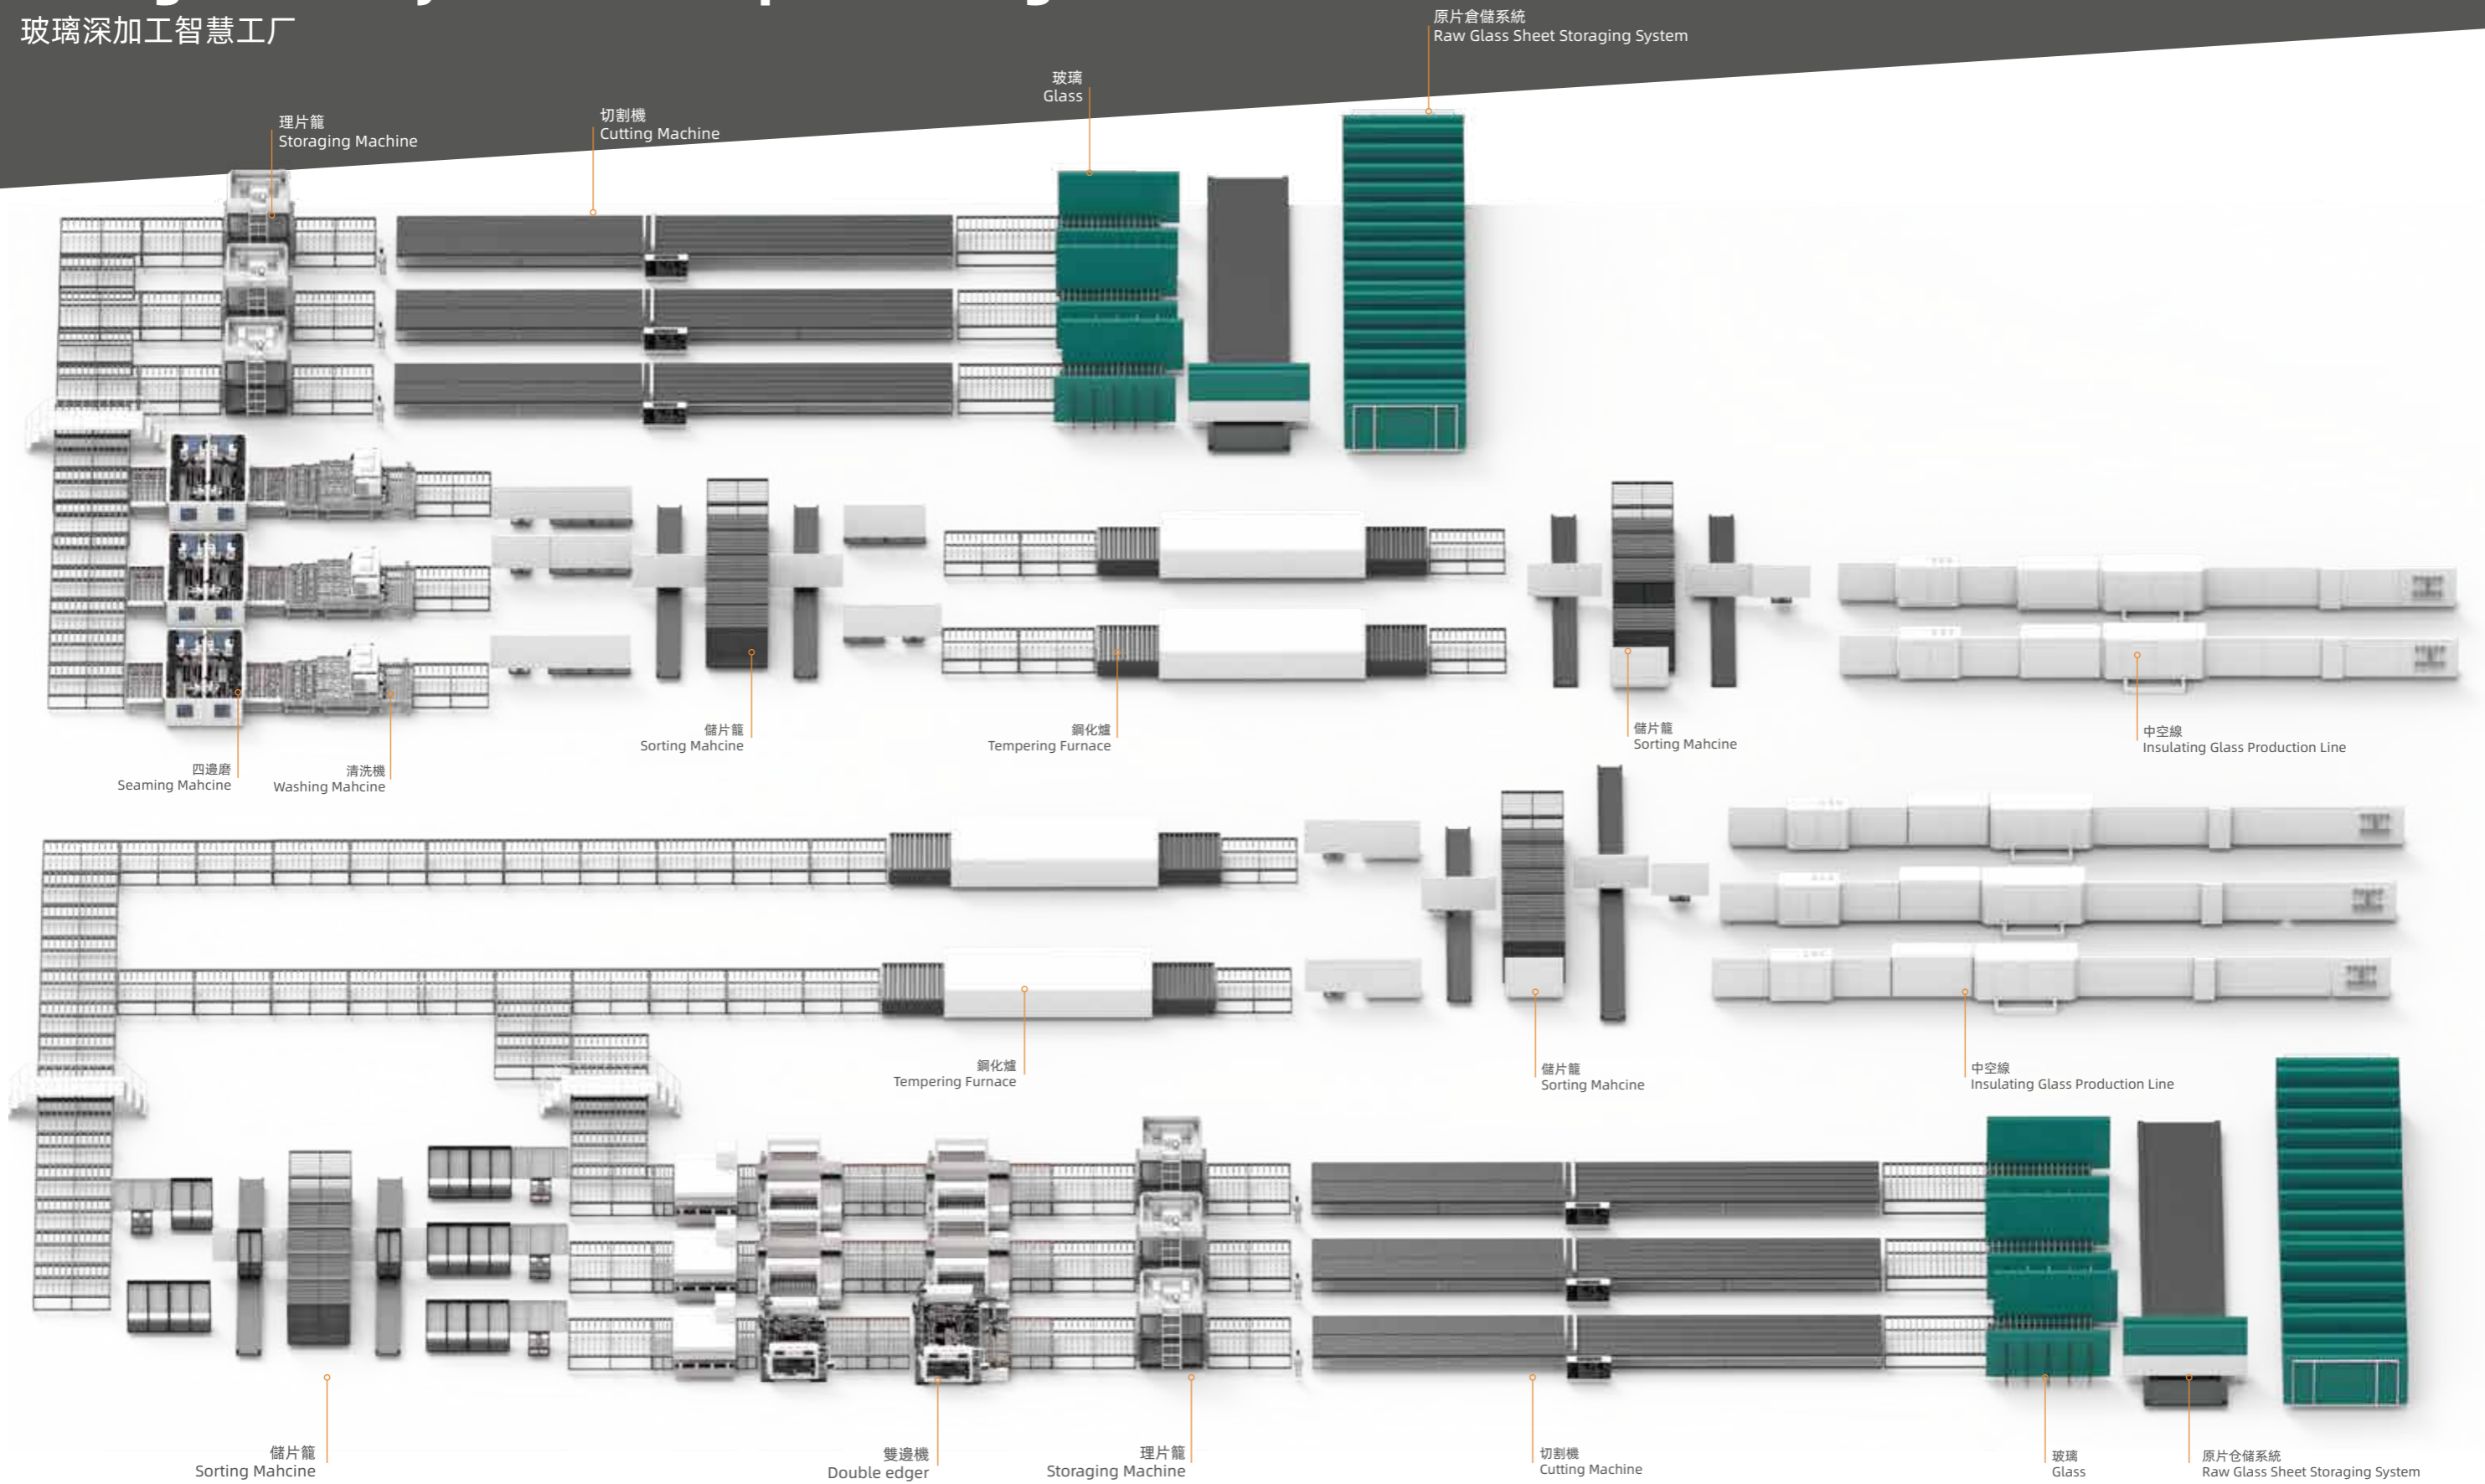 玻璃深加工智慧工厂
原片倉儲系統
Raw Glass Sheet Storaging System
玻璃
Glass
切割機
Cutting Machine
理片籠
Storaging Machine
儲片籠
Sorting Mahcine
鋼化爐
Tempering Furnace
儲片籠
Sorting Mahcine
中空線
Insulating Glass Production Line
四邊磨
Seaming Mahcine
清洗機
Washing Mahcine
鋼化爐
Tempering Furnace
儲片籠
Sorting Mahcine
中空線
Insulating Glass Production Line
儲片籠
Sorting Mahcine
雙邊機
Double edger
理片籠
Storaging Machine
切割機
Cutting Machine
玻璃
Glass
原片仓儲系統
Raw Glass Sheet Storaging System